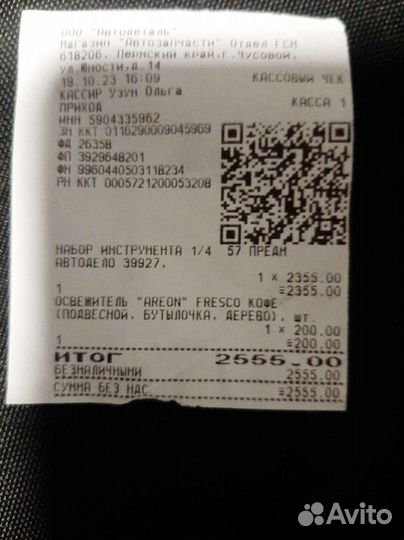 ООО "Автодеталь"
Магазин "Автозапчасти" Отдел ГСМ
618206. Пермский край.г.Чусовой.
ул.Юности.д.14
19.10.23 16:09 КАССОВЫЙ ЧЕК
КАССИР Узун Ольга
ПРИХОД КАССА 1
ИНН 5904335962
ЗН ККТ 0116290009045969
ФД 26358
ФП 3929648201
ФН 9960440503118234
РН ККТ 0005721200053208
НАБОР ИНСТРУМЕНТА 1/4 57 ПРЕДМ
АВТОДЕЛО 39927.
1 × 2355.00
1 ≡2355.00
ОСВЕЖИТЕЛЬ "AREON" FRESCO КОФЕ
(ПОДВЕСНОЙ. БУТЫЛОЧКА. ДЕРЕВО). шт.
1 × 200.00
1 ≡200.00
ИТОГ 2555.00
БЕЗНАЛИЧНЫМИ 2555.00
СУММА БЕЗ НДС ≡2555.00
Avito